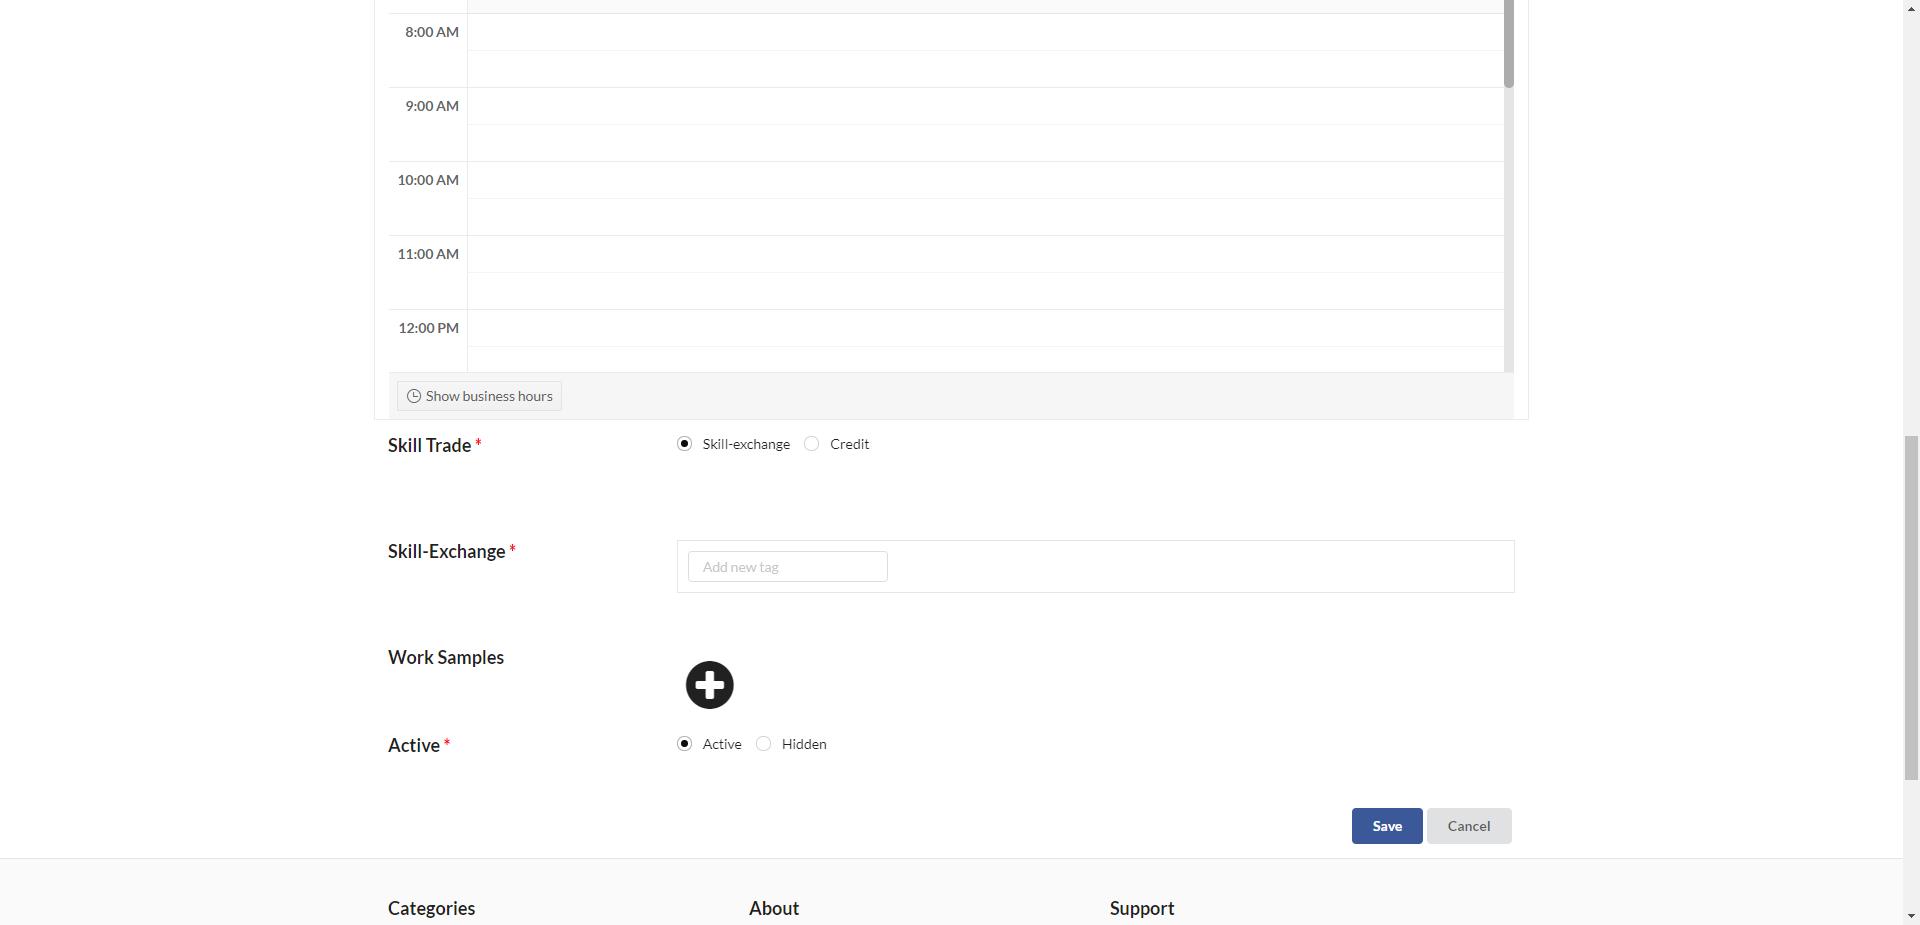 8:00 AM
9:00 AM
10:00 AM
11:00 AM
12:00 PM
Show business hours
Skill Trade *
Skill-exchange
Credit
Skill-Exchange *
Add new tag
Work Samples
Active *
Active
Hidden
Save
Cancel
Categories
About
Support